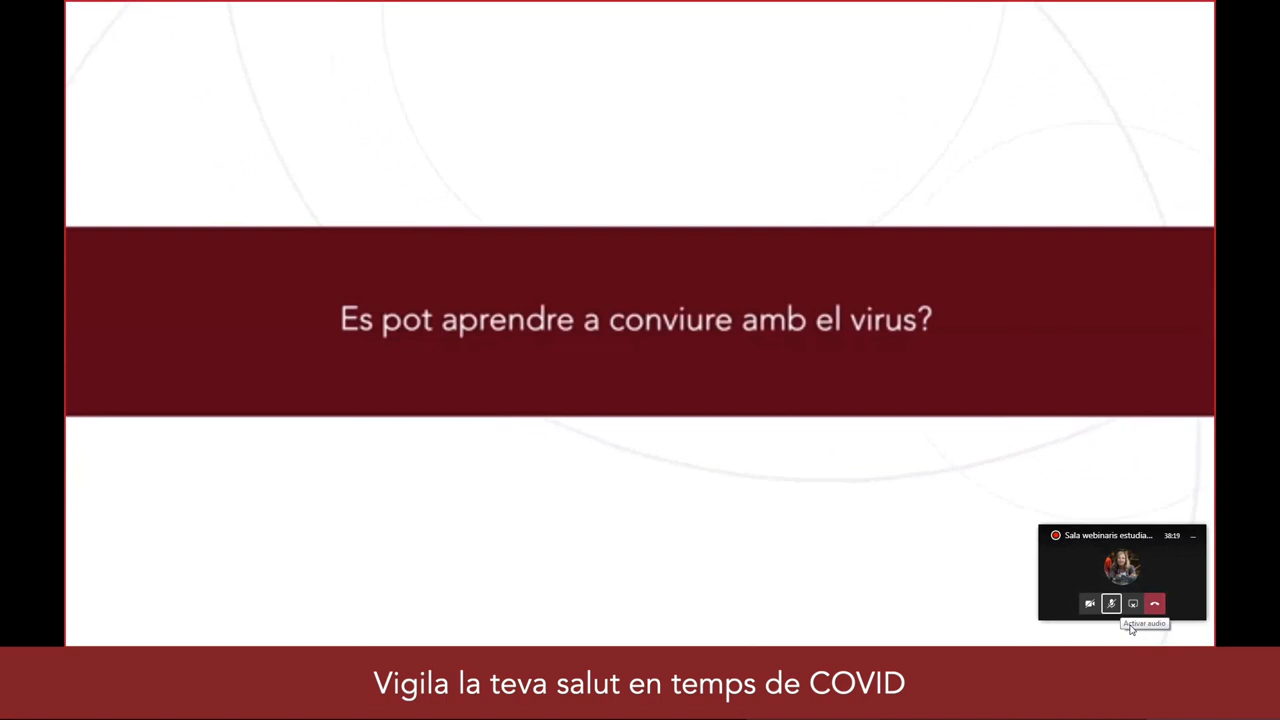 Es pot aprendre a conviure amb el virus?
Sala webinaris estudia... 38:19
Activar audio
Vigila la teva salut en temps de COVID